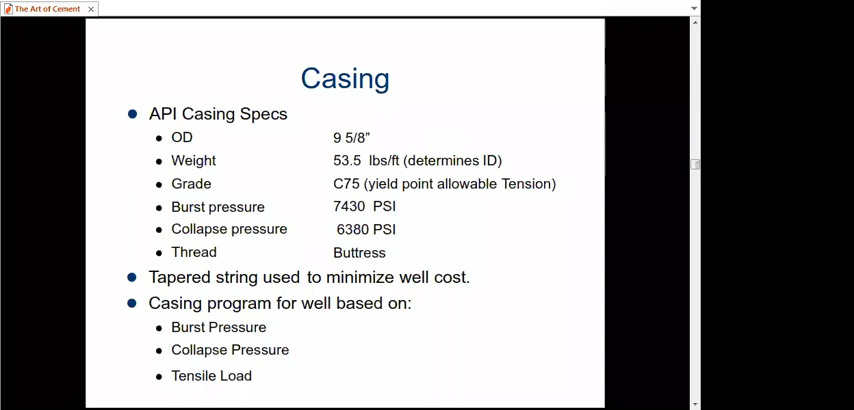 The Art of Cement
Casing
API Casing Specs
OD 9 5/8”
Weight 53.5 lbs/ft (determines ID)
Grade C75 (yield point allowable Tension)
Burst pressure 7430 PSI
Collapse pressure 6380 PSI
Thread Buttress
Tapered string used to minimize well cost.
Casing program for well based on:
Burst Pressure
Collapse Pressure
Tensile Load